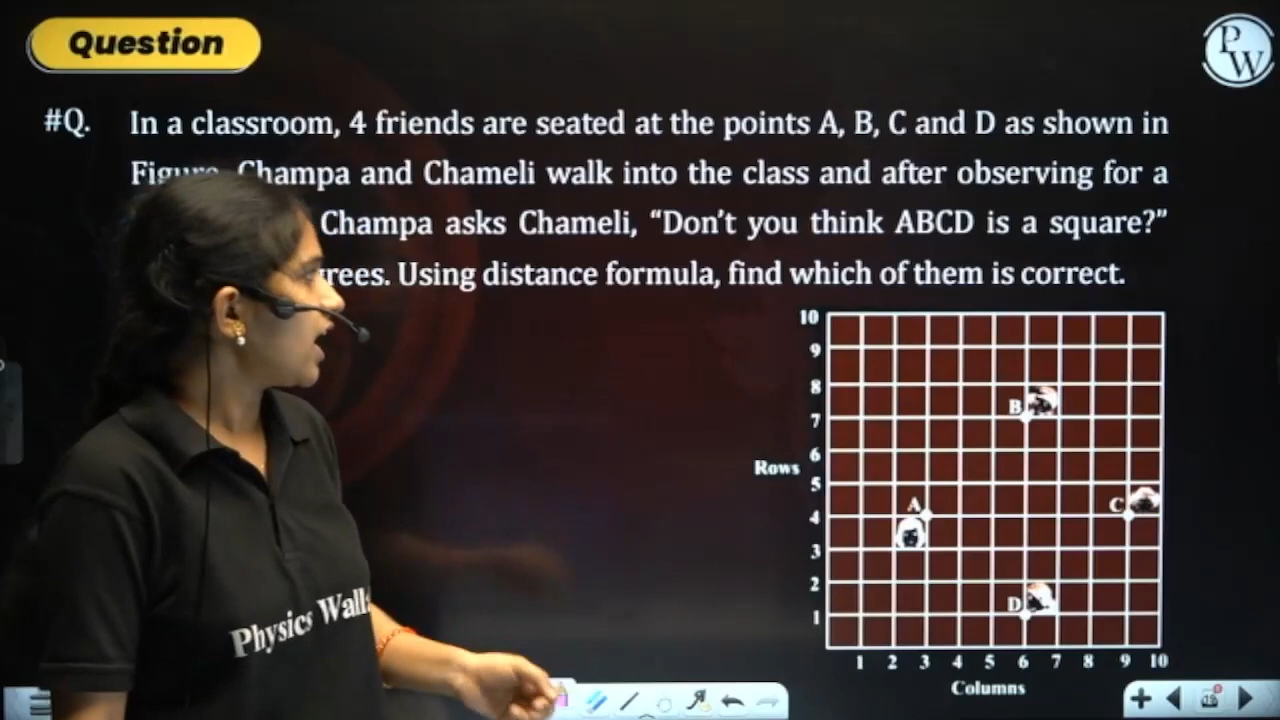 Question
PW
#Q. In a classroom, 4 friends are seated at the points A, B, C and D as shown in
Figure. Champa and Chameli walk into the class and after observing for a
Champa asks Chameli, “Don’t you think ABCD is a square?”
Using distance formula, find which of them is correct.
10
9
8
B
7
6
Rows
5
A
C
4
3
2
D
1
1 2 3 4 5 6 7 8 9 10
Columns
Physics